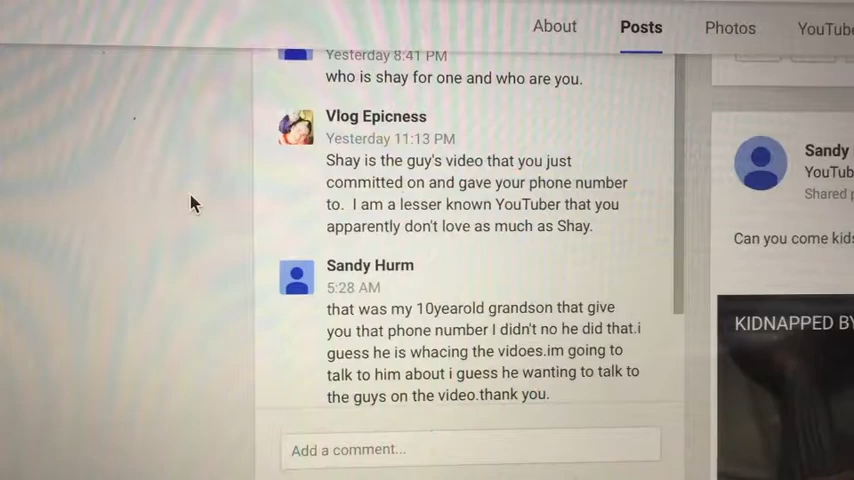 About Posts Photos YouTube
Yesterday 8:41 PM
who is shay for one and who are you.
Vlog Epicness
Yesterday 11:13 PM
Shay is the guy's video that you just
committed on and gave your phone number
to. I am a lesser known YouTuber that you
apparently don't love as much as Shay.
Sandy Hurm
5:28 AM
that was my 10yearold grandson that give
you that phone number I didn't no he did that.i
guess he is whacing the vidoes.im going to
talk to him about i guess he wanting to talk to
the guys on the video.thank you.
Add a comment...
Sandy
YouTub
Shared p
Can you come kids
KIDNAPPED BY